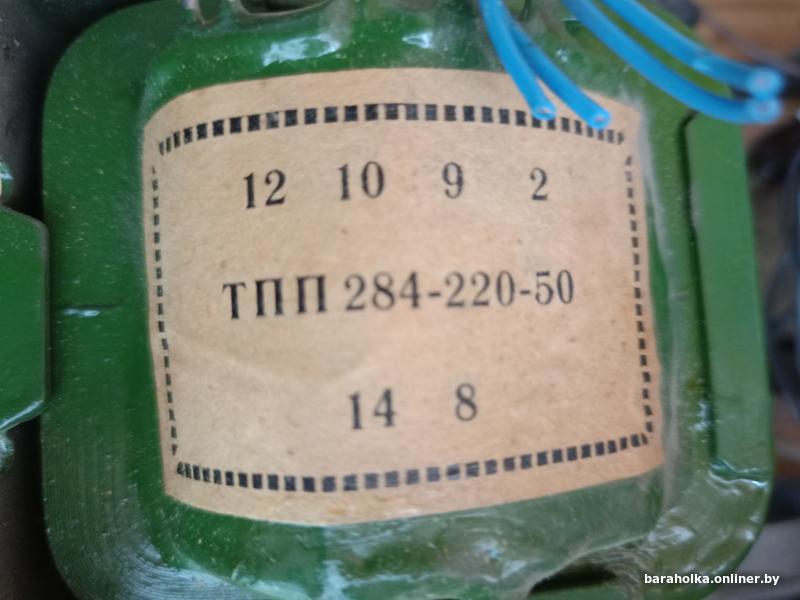 12 10 9 2
ТПП 284-220-50
14 8
baraholka.onliner.by